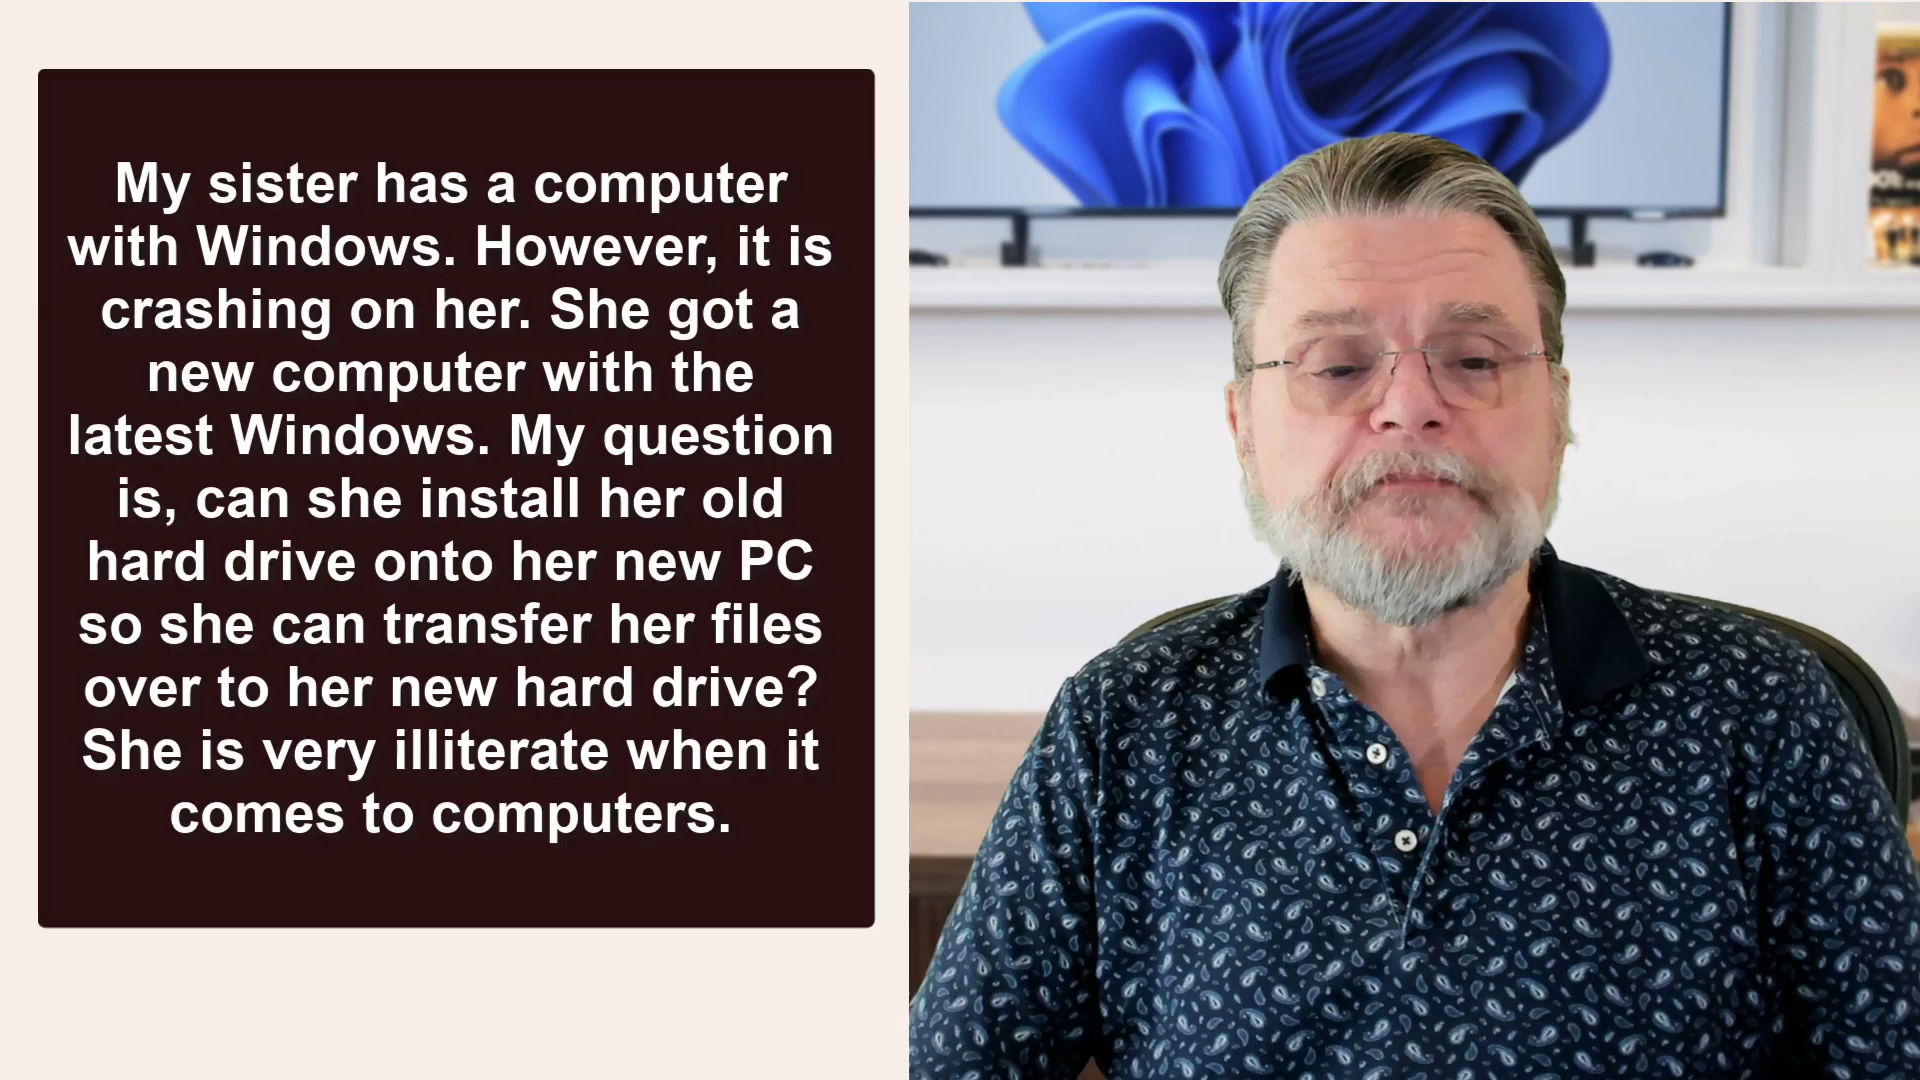 My sister has a computer
with Windows. However, it is
crashing on her. She got a
new computer with the
latest Windows. My question
is, can she install her old
hard drive onto her new PC
so she can transfer her files
over to her new hard drive?
She is very illiterate when it
comes to computers.